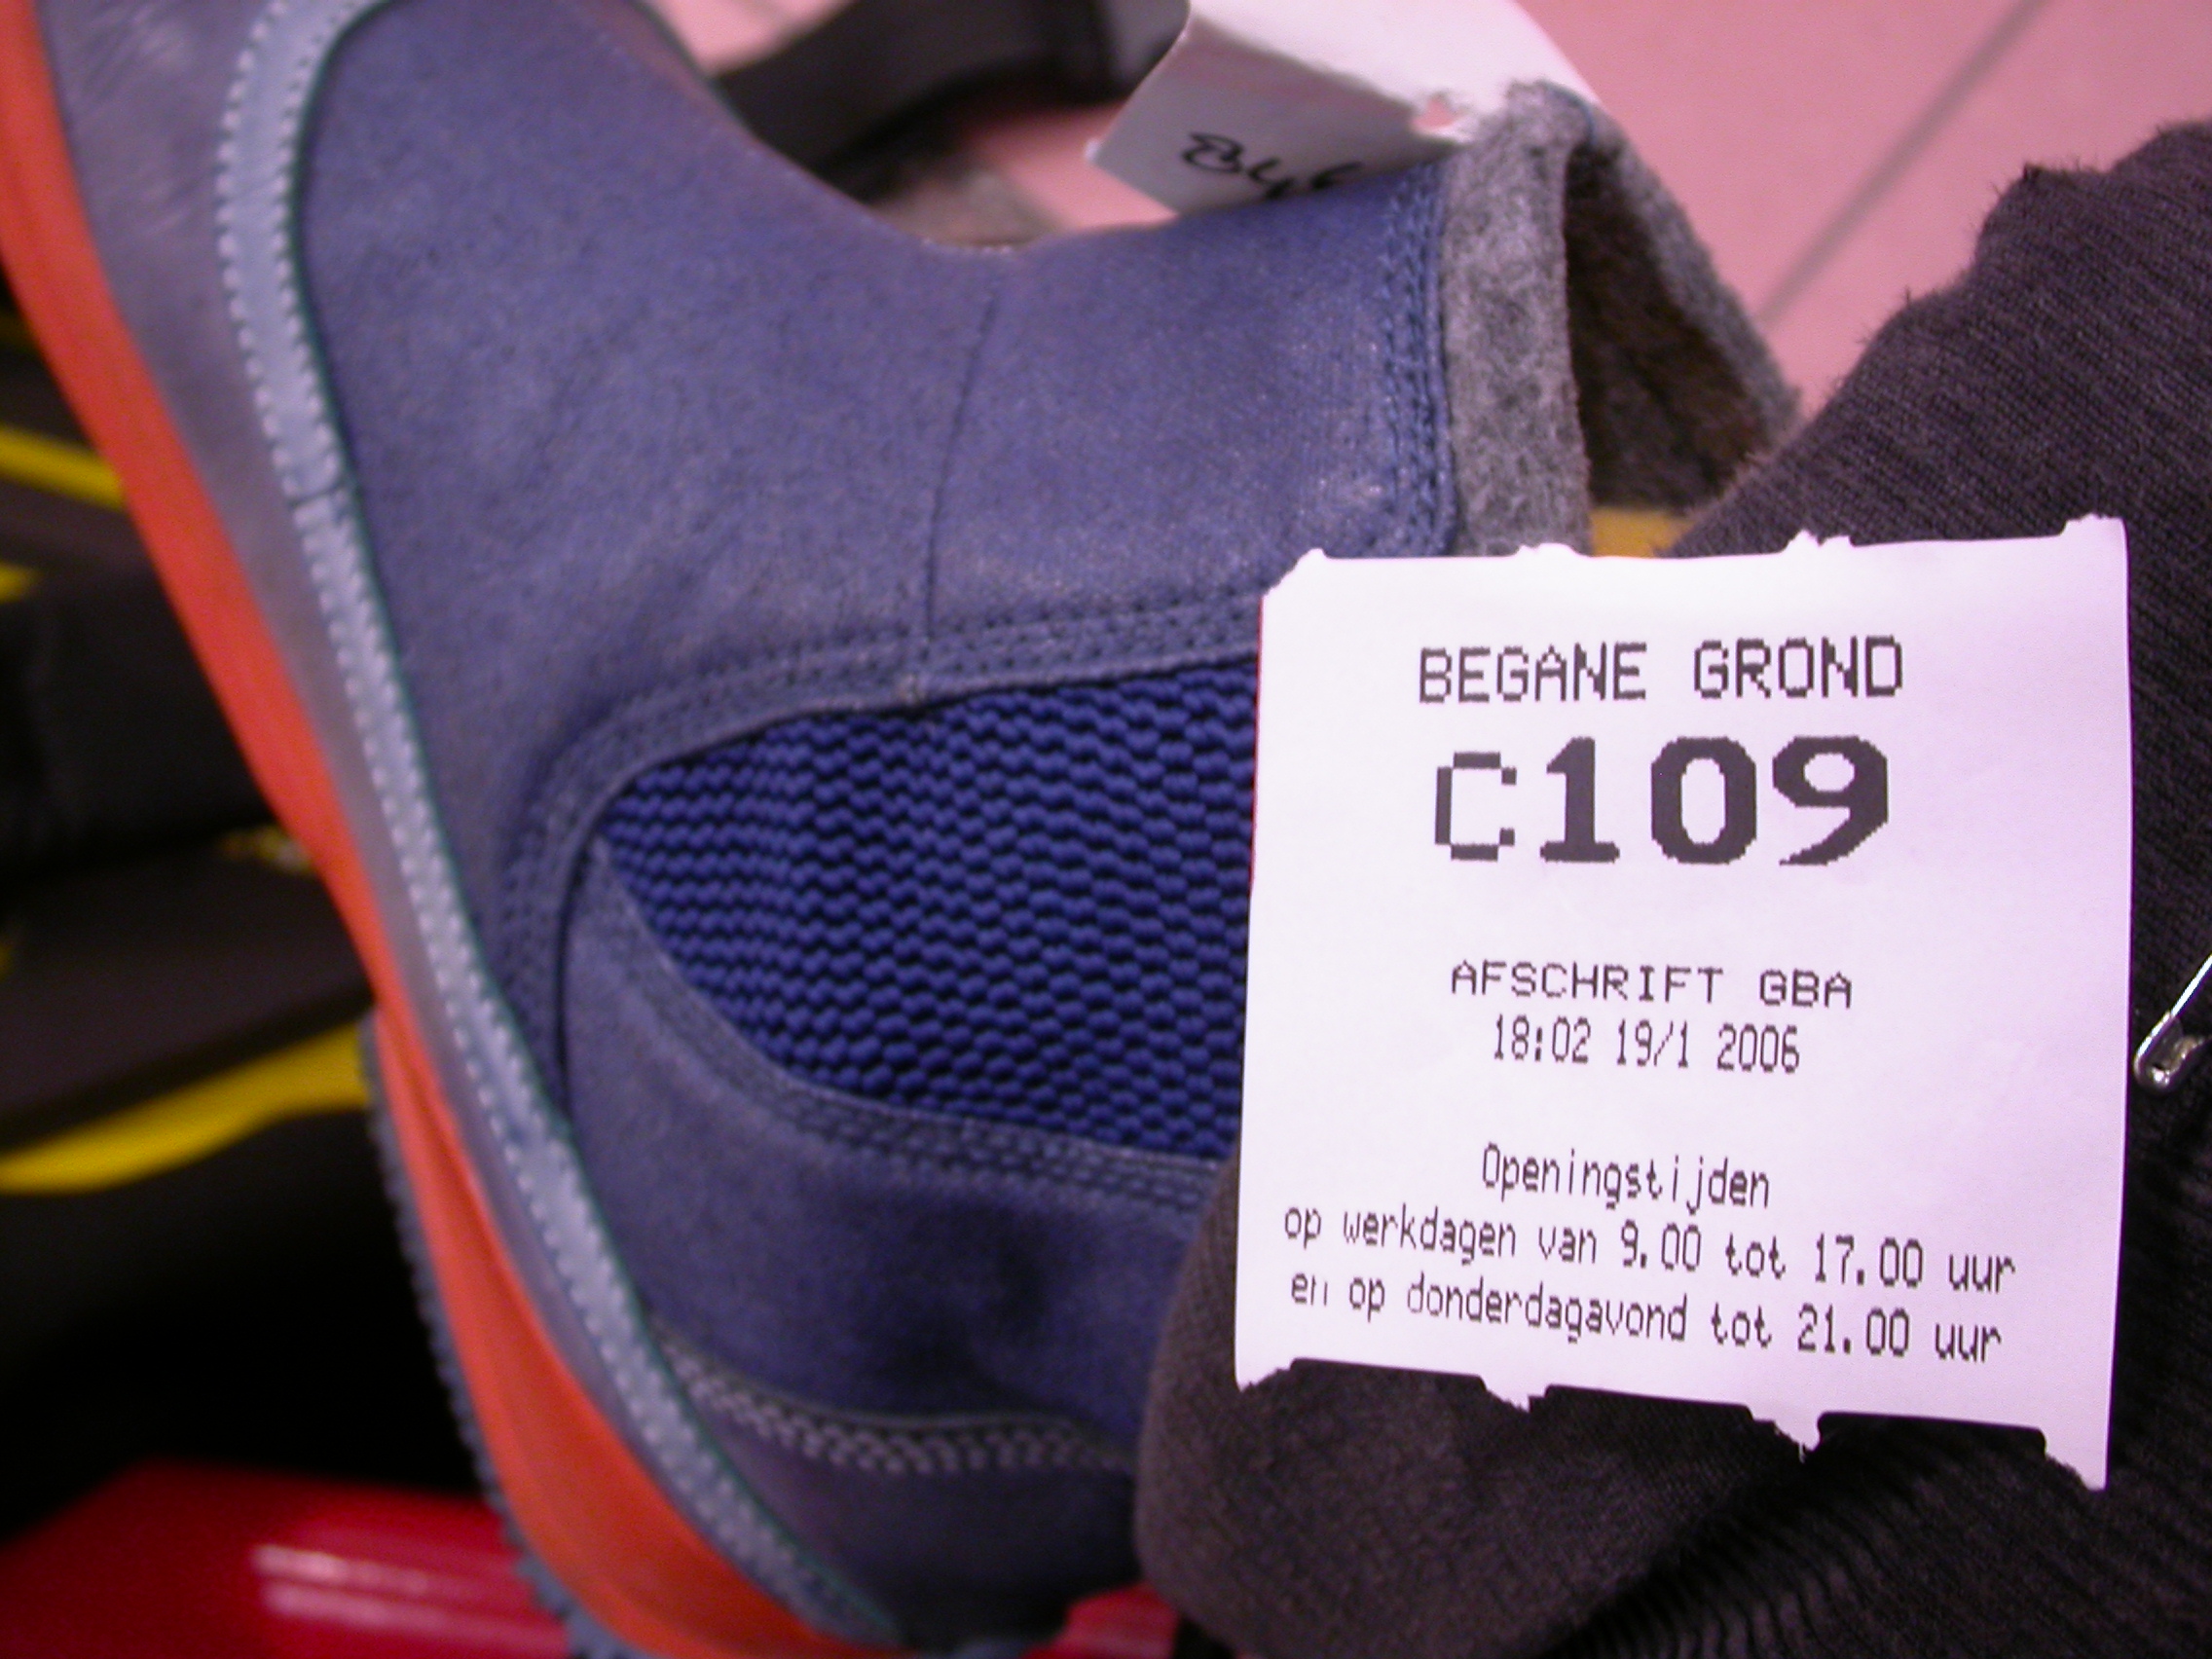 BEGANE GROND
C109
AFSCHRIFT GBA
18:02 19/1 2006
Openingstijden
op werkdagen van 9.00 tot 17.00 uur
en op donderdagavond tot 21.00 uur